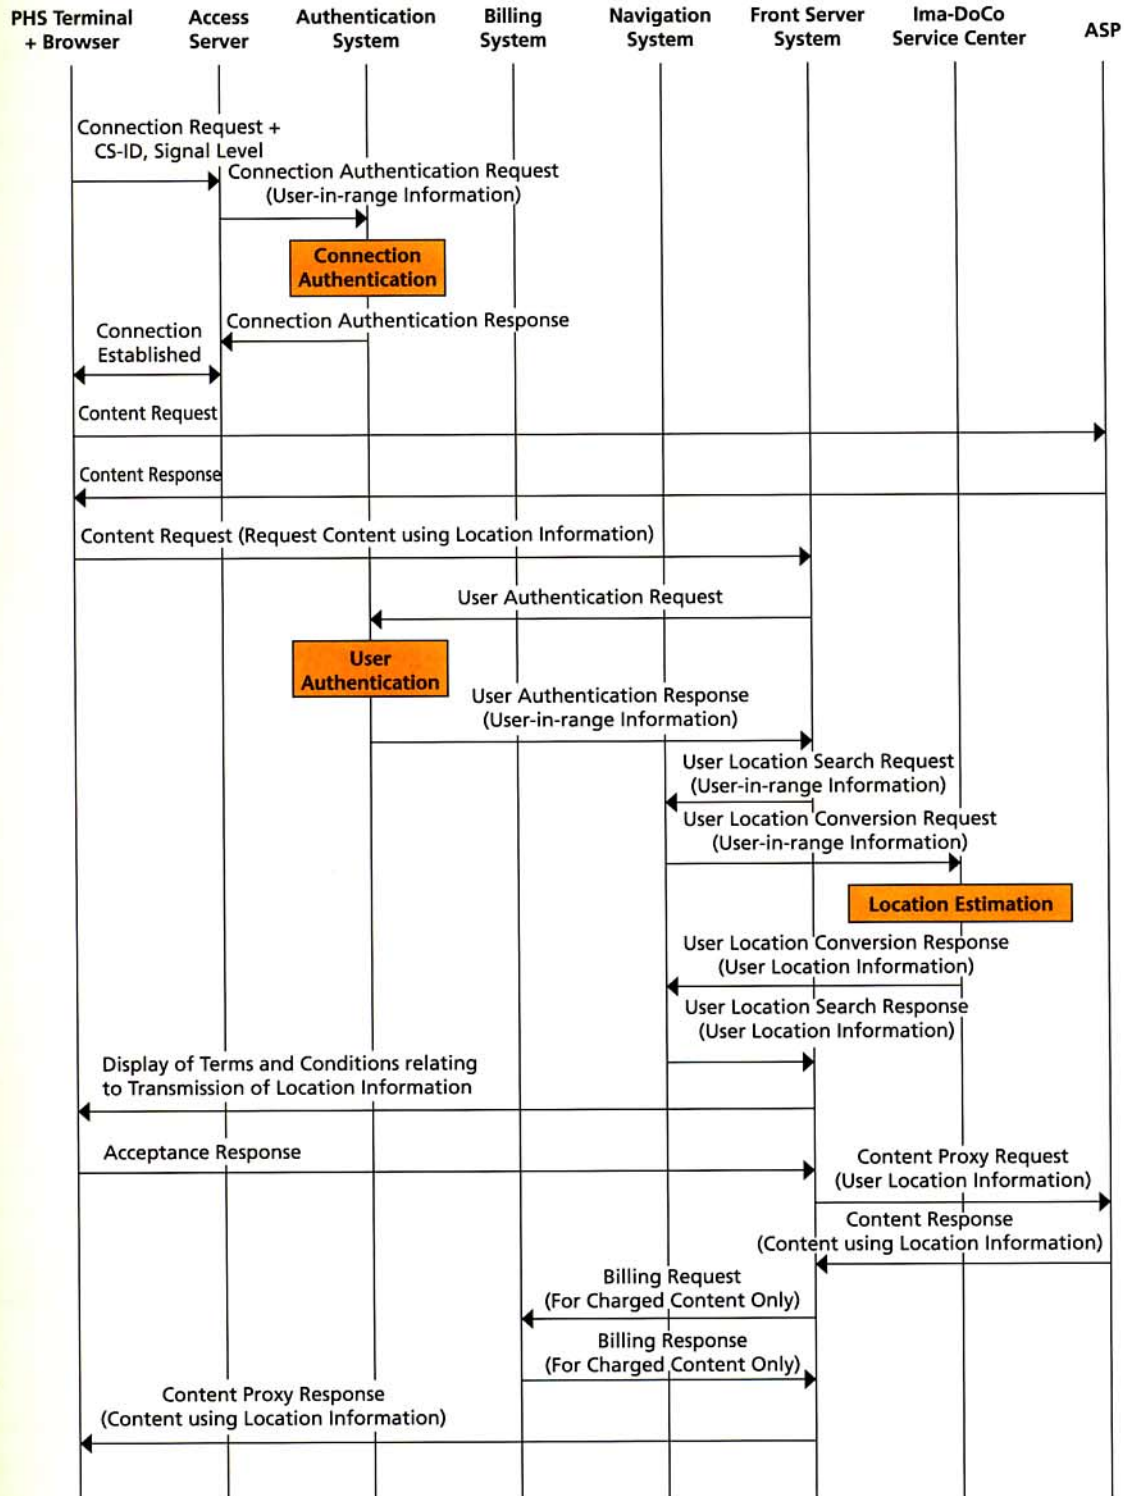 PHS Terminal
+ Browser
Access
Server
Authentication
System
Billing
System
Navigation
System
Front Server
System
Ima-DoCo
Service Center
ASP
Connection Request +
CS-ID, Signal Level
Connection Authentication Request
(User-in-range Information)
Connection
Authentication
Connection Authentication Response
Connection
Established
Content Request
Content Response
Content Request (Request Content using Location Information)
User Authentication Request
User
Authentication
User Authentication Response
(User-in-range Information)
User Location Search Request
(User-in-range Information)
User Location Conversion Request
(User-in-range Information)
Location Estimation
User Location Conversion Response
(User Location Information)
User Location Search Response
(User Location Information)
Display of Terms and Conditions relating
to Transmission of Location Information
Acceptance Response
Content Proxy Request
(User Location Information)
Content Response
(Content using Location Information)
Billing Request
(For Charged Content Only)
Billing Response
(For Charged Content Only)
Content Proxy Response
(Content using Location Information)